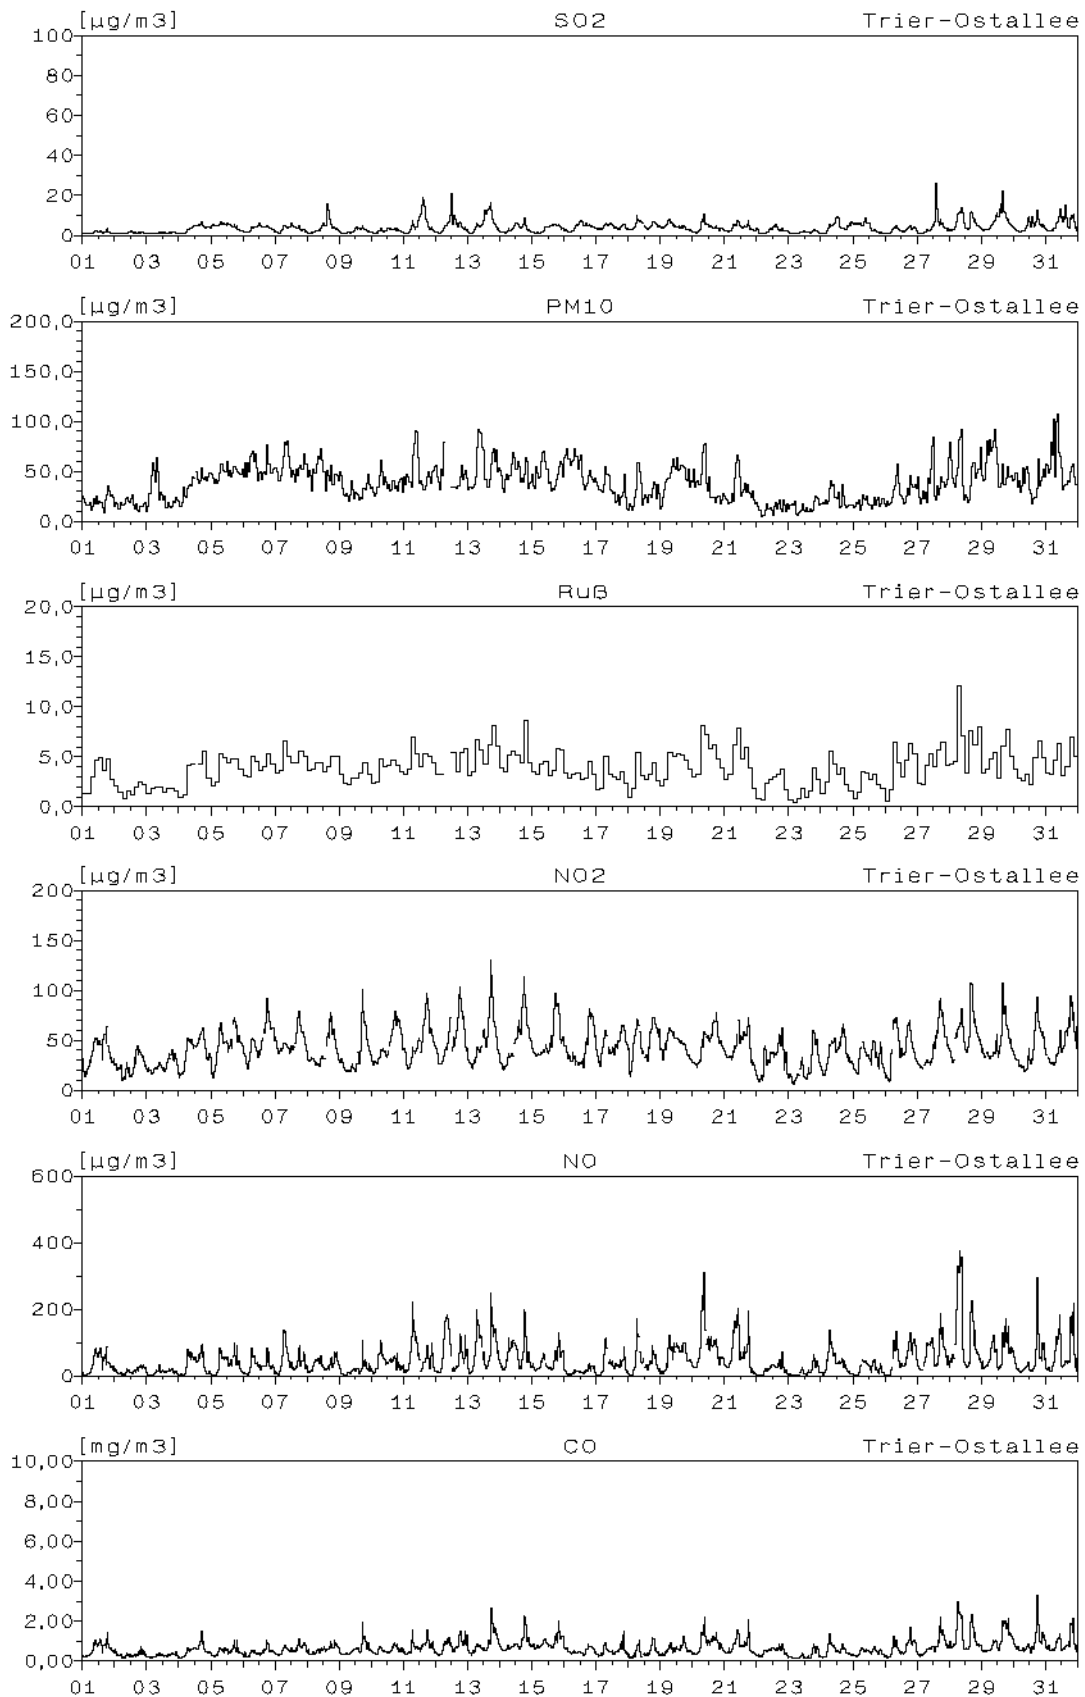 [µg/m3] SO2 Trier-Ostallee
100
80
60
40
20
0
01 03 05 07 09 11 13 15 17 19 21 23 25 27 29 31
[µg/m3] PM10 Trier-Ostallee
200,0
150,0
100,0
50,0
0,0
01 03 05 07 09 11 13 15 17 19 21 23 25 27 29 31
[µg/m3] Ruß Trier-Ostallee
20,0
15,0
10,0
5,0
0,0
01 03 05 07 09 11 13 15 17 19 21 23 25 27 29 31
[µg/m3] NO2 Trier-Ostallee
200
150
100
50
0
01 03 05 07 09 11 13 15 17 19 21 23 25 27 29 31
[µg/m3] NO Trier-Ostallee
600
400
200
0
01 03 05 07 09 11 13 15 17 19 21 23 25 27 29 31
[mg/m3] CO Trier-Ostallee
10,00
8,00
6,00
4,00
2,00
0,00
01 03 05 07 09 11 13 15 17 19 21 23 25 27 29 31